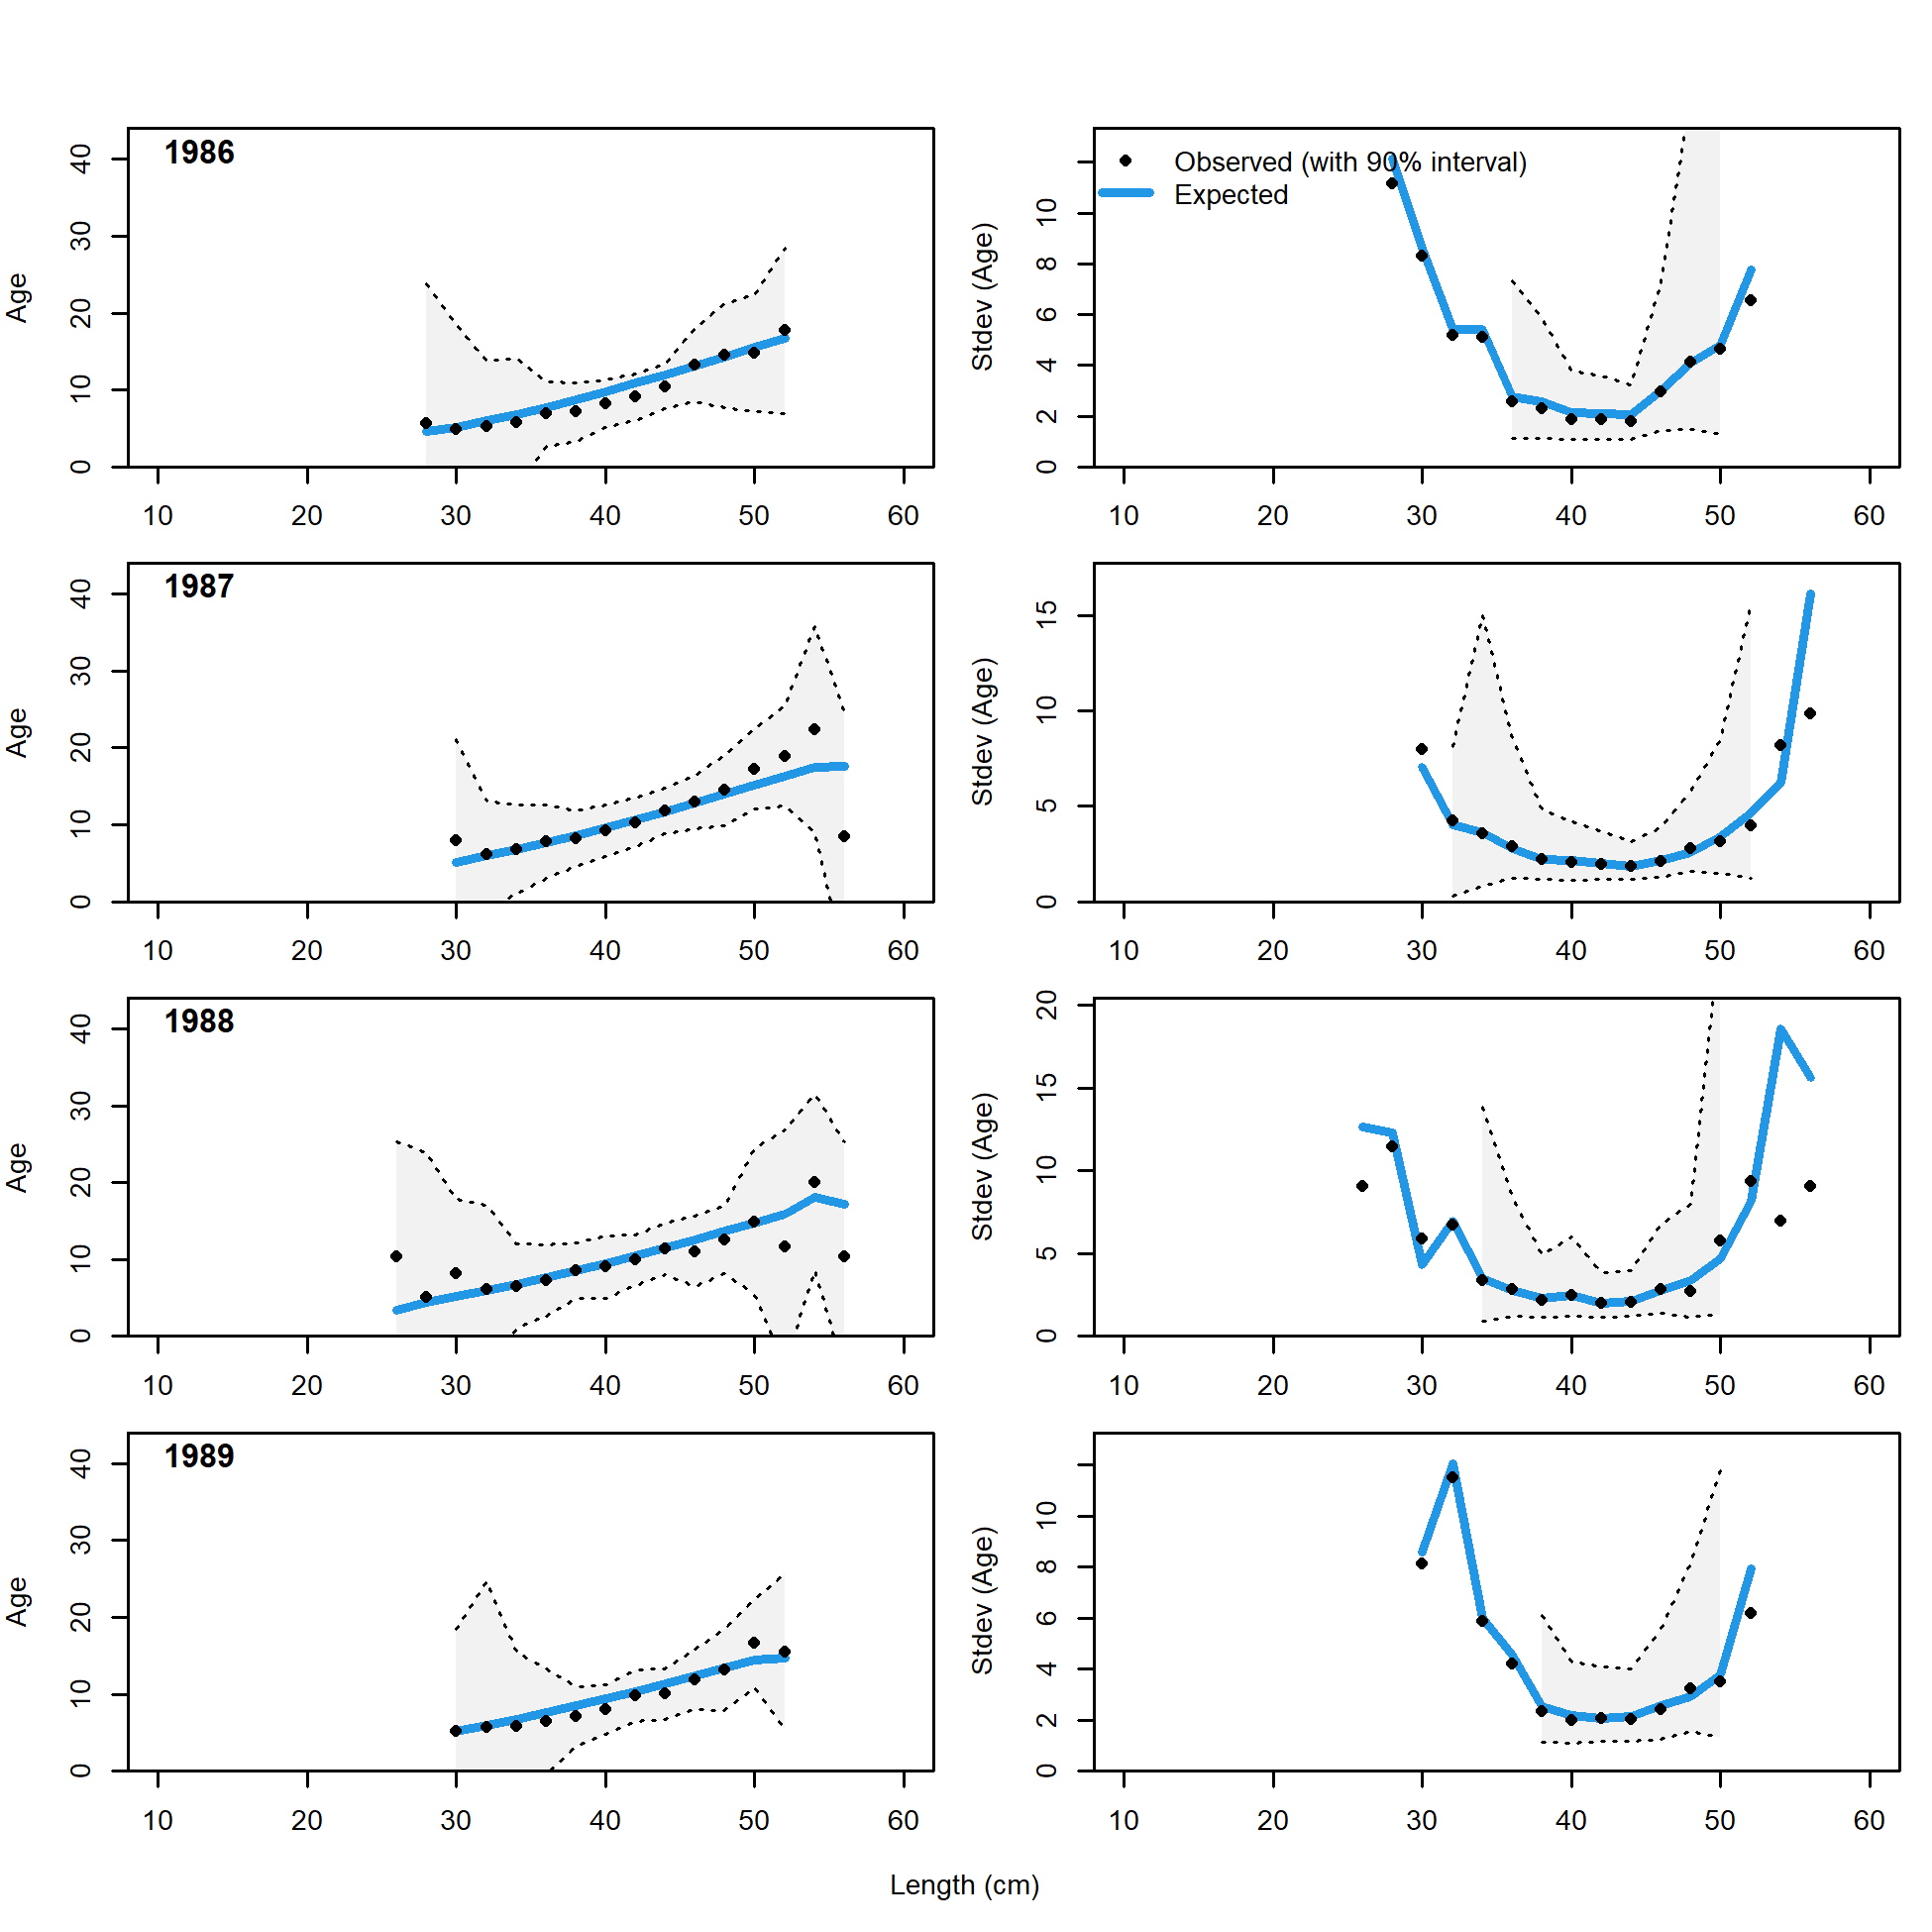 1986
Age
0 10 20 30 40
10 20 30 40 50 60
Observed (with 90% interval)
Expected
Stdev (Age)
0 2 4 6 8 10
10 20 30 40 50 60
1987
Age
0 10 20 30 40
10 20 30 40 50 60
Stdev (Age)
0 5 10 15
10 20 30 40 50 60
1988
Age
0 10 20 30 40
10 20 30 40 50 60
Stdev (Age)
0 5 10 15 20
10 20 30 40 50 60
1989
Age
0 10 20 30 40
10 20 30 40 50 60
Stdev (Age)
0 2 4 6 8 10
10 20 30 40 50 60
Length (cm)